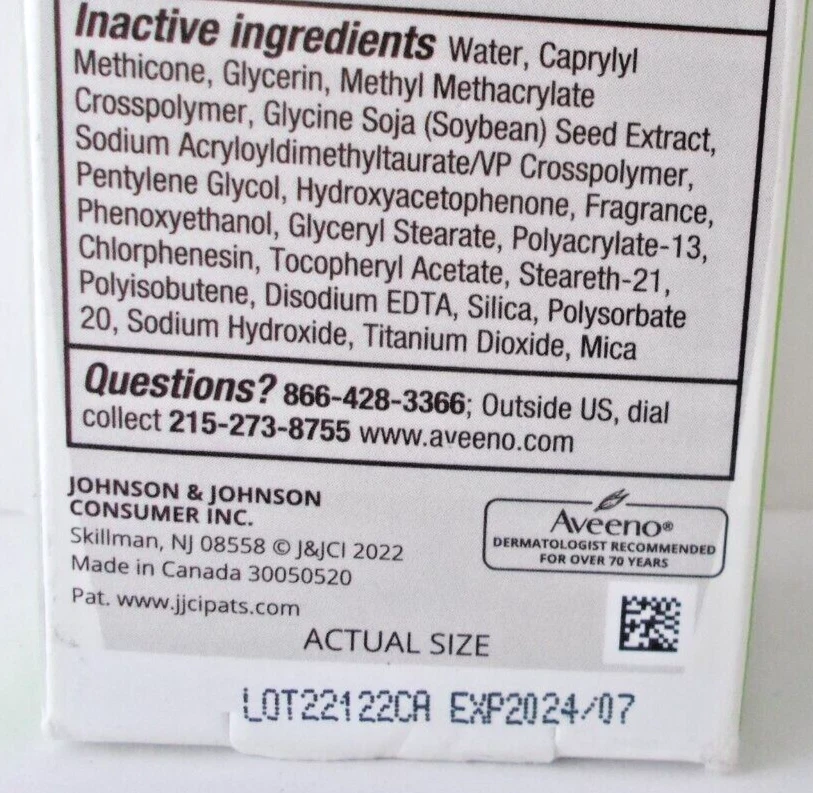 Inactive ingredients Water, Caprylyl
Methicone, Glycerin, Methyl Methacrylate
Crosspolymer, Glycine Soja (Soybean) Seed Extract,
Sodium Acryloyldimethyltaurate/VP Crosspolymer,
Pentylene Glycol, Hydroxyacetophenone, Fragrance,
Phenoxyethanol, Glyceryl Stearate, Polyacrylate-13,
Chlorphenesin, Tocopheryl Acetate, Steareth-21,
Polyisobutene, Disodium EDTA, Silica, Polysorbate
20, Sodium Hydroxide, Titanium Dioxide, Mica
Questions? 866-428-3366; Outside US, dial
collect 215-273-8755 www.aveeno.com
JOHNSON & JOHNSON
CONSUMER INC.
Skillman, NJ 08558 © J&JCI 2022
Made in Canada 30050520
Pat. www.jjcipats.com
Aveeno®
DERMATOLOGIST RECOMMENDED
FOR OVER 70 YEARS
ACTUAL SIZE
LOT22122CA EXP2024/07